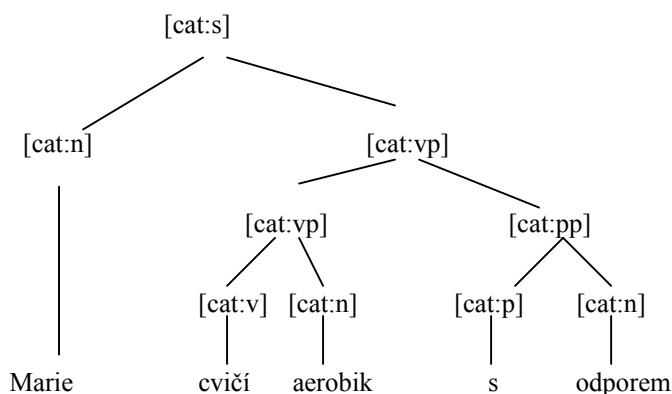 [cat:s]
[cat:n] [cat:vp]
[cat:vp] [cat:pp]
[cat:v] [cat:n] [cat:p] [cat:n]
Marie cvičí aerobik s odporem